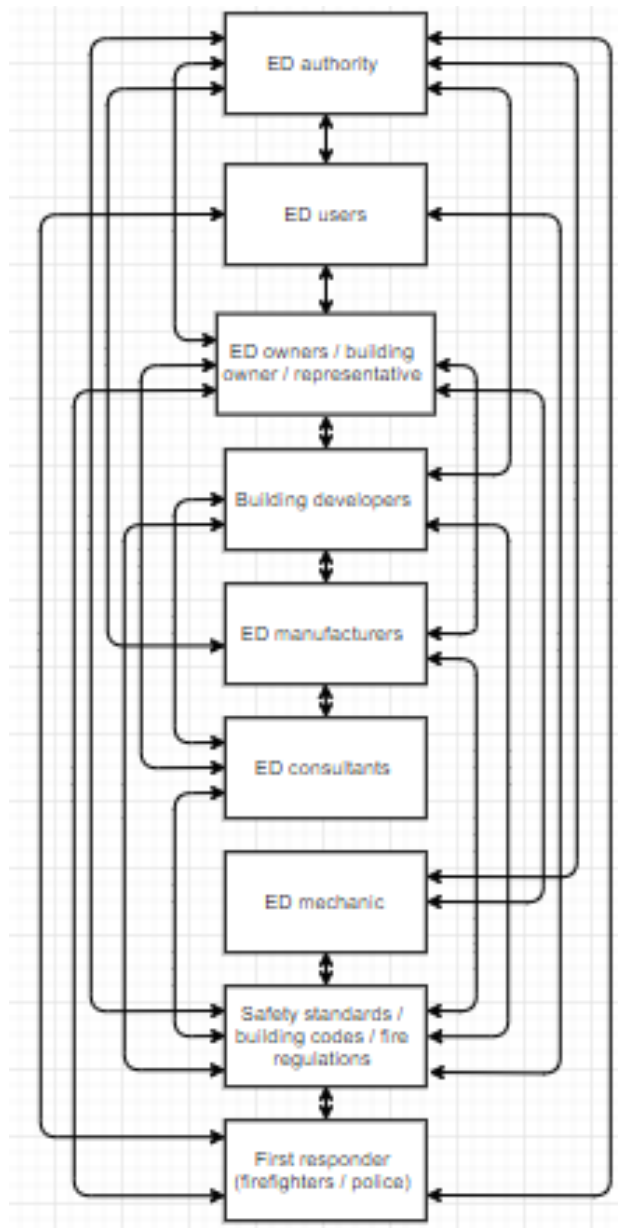 ED authority
ED users
ED owners / building
owner / representative
Building developers
ED manufacturers
ED consultants
ED mechanic
Safety standards /
building codes / fire
regulations
First responder
(firefighters / police)